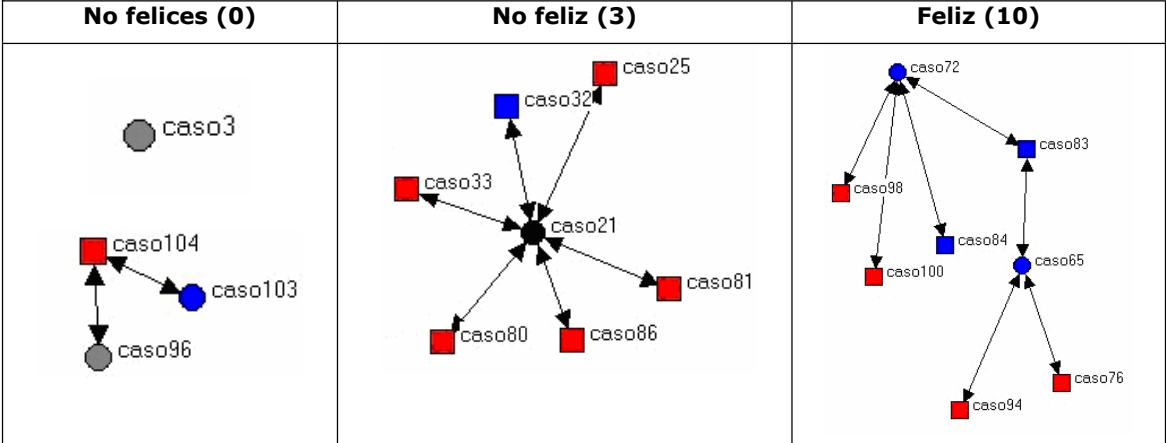 No felices (0)
No feliz (3)
Feliz (10)
caso3
caso104
caso103
caso96
caso25
caso32
caso33
caso21
caso81
caso80
caso86
caso72
caso83
caso98
caso84
caso65
caso100
caso76
caso94